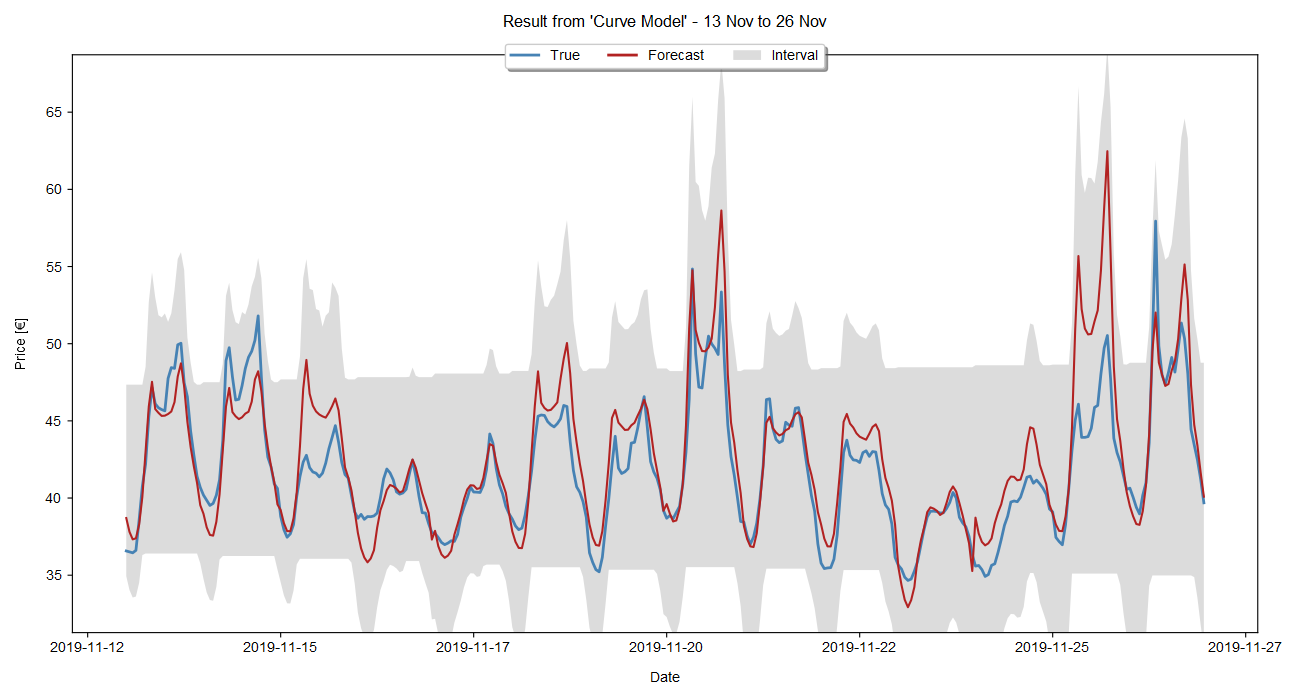 Result from 'Curve Model' - 13 Nov to 26 Nov
True Forecast Interval
Price [€]
65
60
55
50
45
40
35
2019-11-12 2019-11-15 2019-11-17 2019-11-20 2019-11-22 2019-11-25 2019-11-27
Date